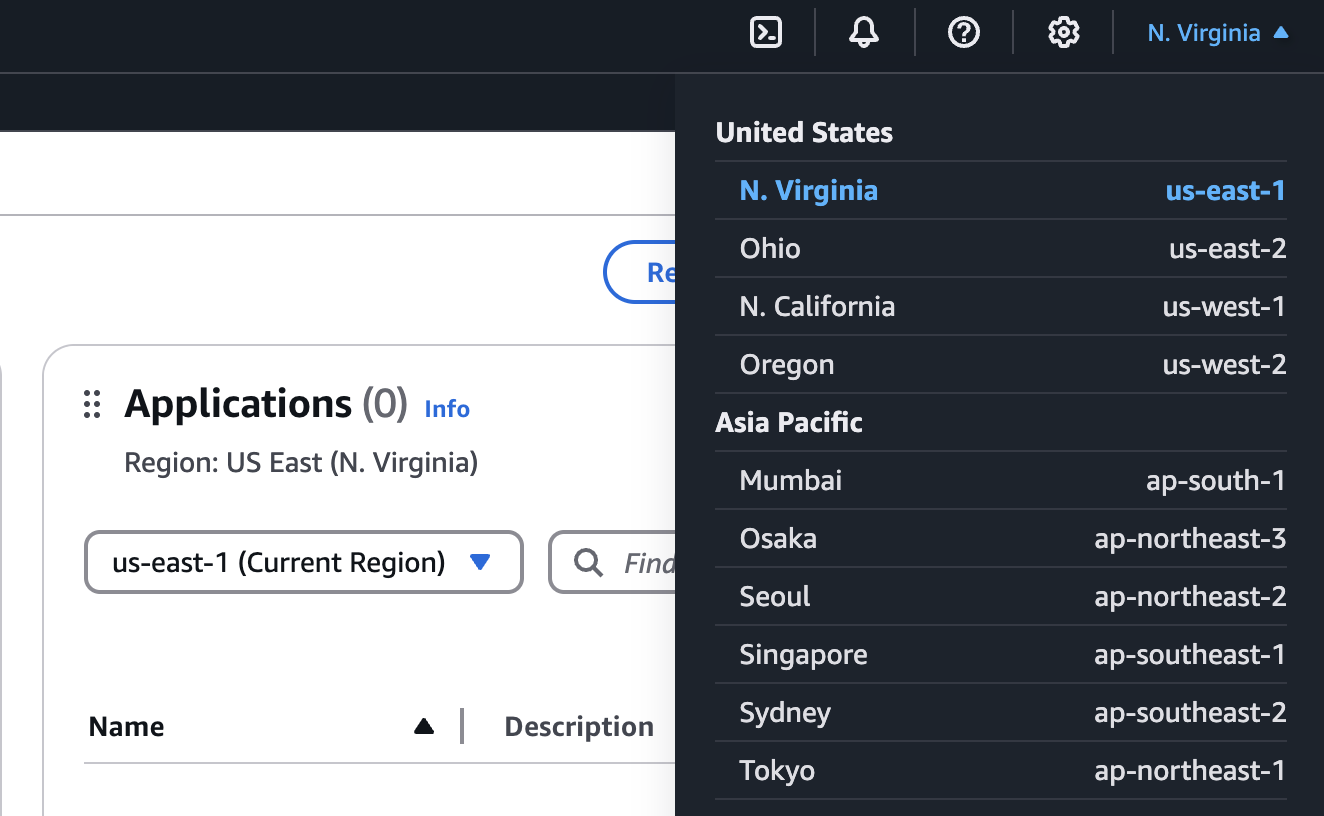 N. Virginia
United States
N. Virginia us-east-1
Ohio us-east-2
N. California us-west-1
Oregon us-west-2
Asia Pacific
Mumbai ap-south-1
Osaka ap-northeast-3
Seoul ap-northeast-2
Singapore ap-southeast-1
Sydney ap-southeast-2
Tokyo ap-northeast-1
Re
Applications (0) Info
Region: US East (N. Virginia)
us-east-1 (Current Region)
Find
Name
Description